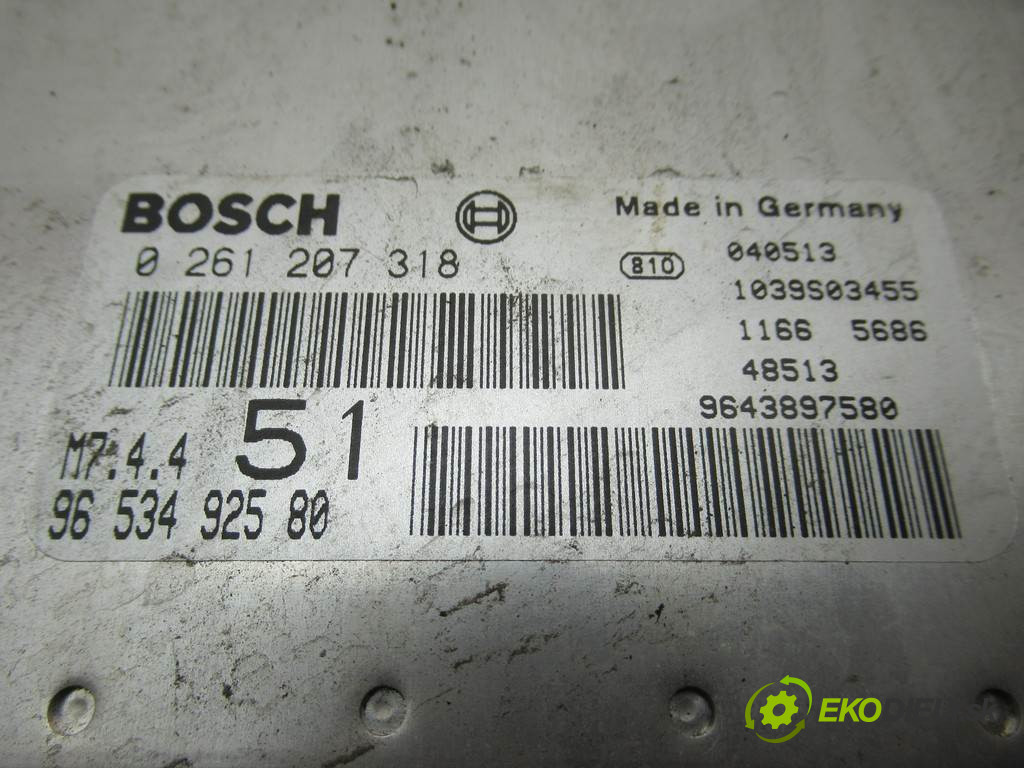 BOSCH
Made in Germany
0 261 207 318
810
040513
1039S03455
1166 5686
48513
9643897580
M7.4.4
51
96 534 925 80
EKO